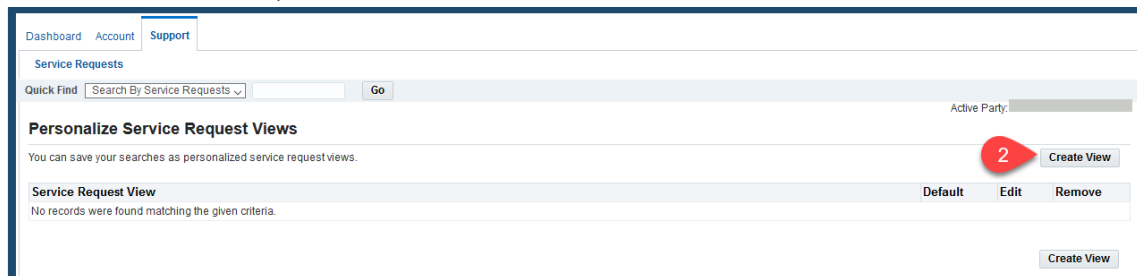 Dashboard Account Support
Service Requests
Quick Find Search By Service Requests Go
Active Party:
Personalize Service Request Views
You can save your searches as personalized service request views.
2 Create View
Service Request View Default Edit Remove
No records were found matching the given criteria.
Create View